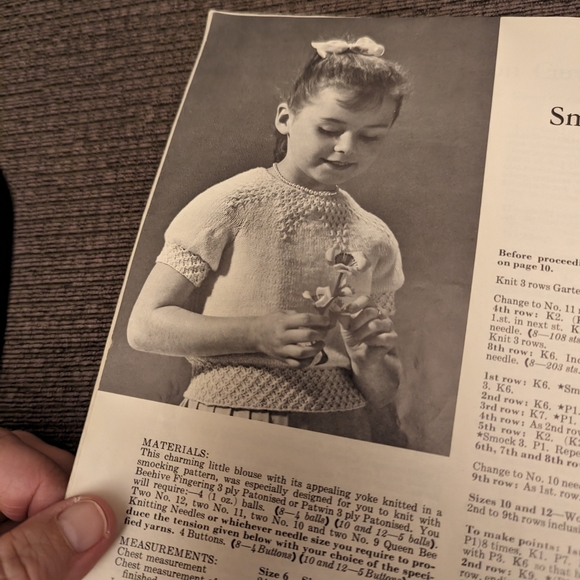 MATERIALS:
This charming little blouse with its appealing yoke knitted in a
smocking pattern, was especially designed for you to knit with
Beehive Fingering 3 ply Patonised or Patwin 3 ply Patonised. You
will require:—4 (1 oz.) balls. (8—4 balls) (10 and 12—5 balls).
Two No. 12, two No. 11, two No. 10 and two No. 9 Queen Bee
Knitting Needles or whichever needle size you require to pro-
duce the tension given below with your choice of the speci-
fied yarns. 4 Buttons. (8—4 Buttons) (10 and 12—5 Buttons
MEASUREMENTS:
Size 6
Chest measurement
Chest measurement
finished
Sm
Before proceedi
on page 10.
Knit 3 rows Garte
Change to No. 11
4th row: K2. (
1.st. in next st. K
needle. (8—108 sts
Knit 3 rows.
8th row: K6. Inc
needle. (8—203 sts.
1st row: K6. *Sm
3. K6.
2nd row: K6. *P1
3rd row: K7. *P1.
4th row: As 2nd row
5th row: K2. (K
*Smock 3. P1. Repe
6th, 7th and 8th ro
Change to No. 10 nee
9th row: As 1st. row
Sizes 10 and 12—Wo
2nd to 9th rows inclus
To make points: 1s
P1)8 times, K1. P7.
with P3. K6 so that
2nd row: K9. *